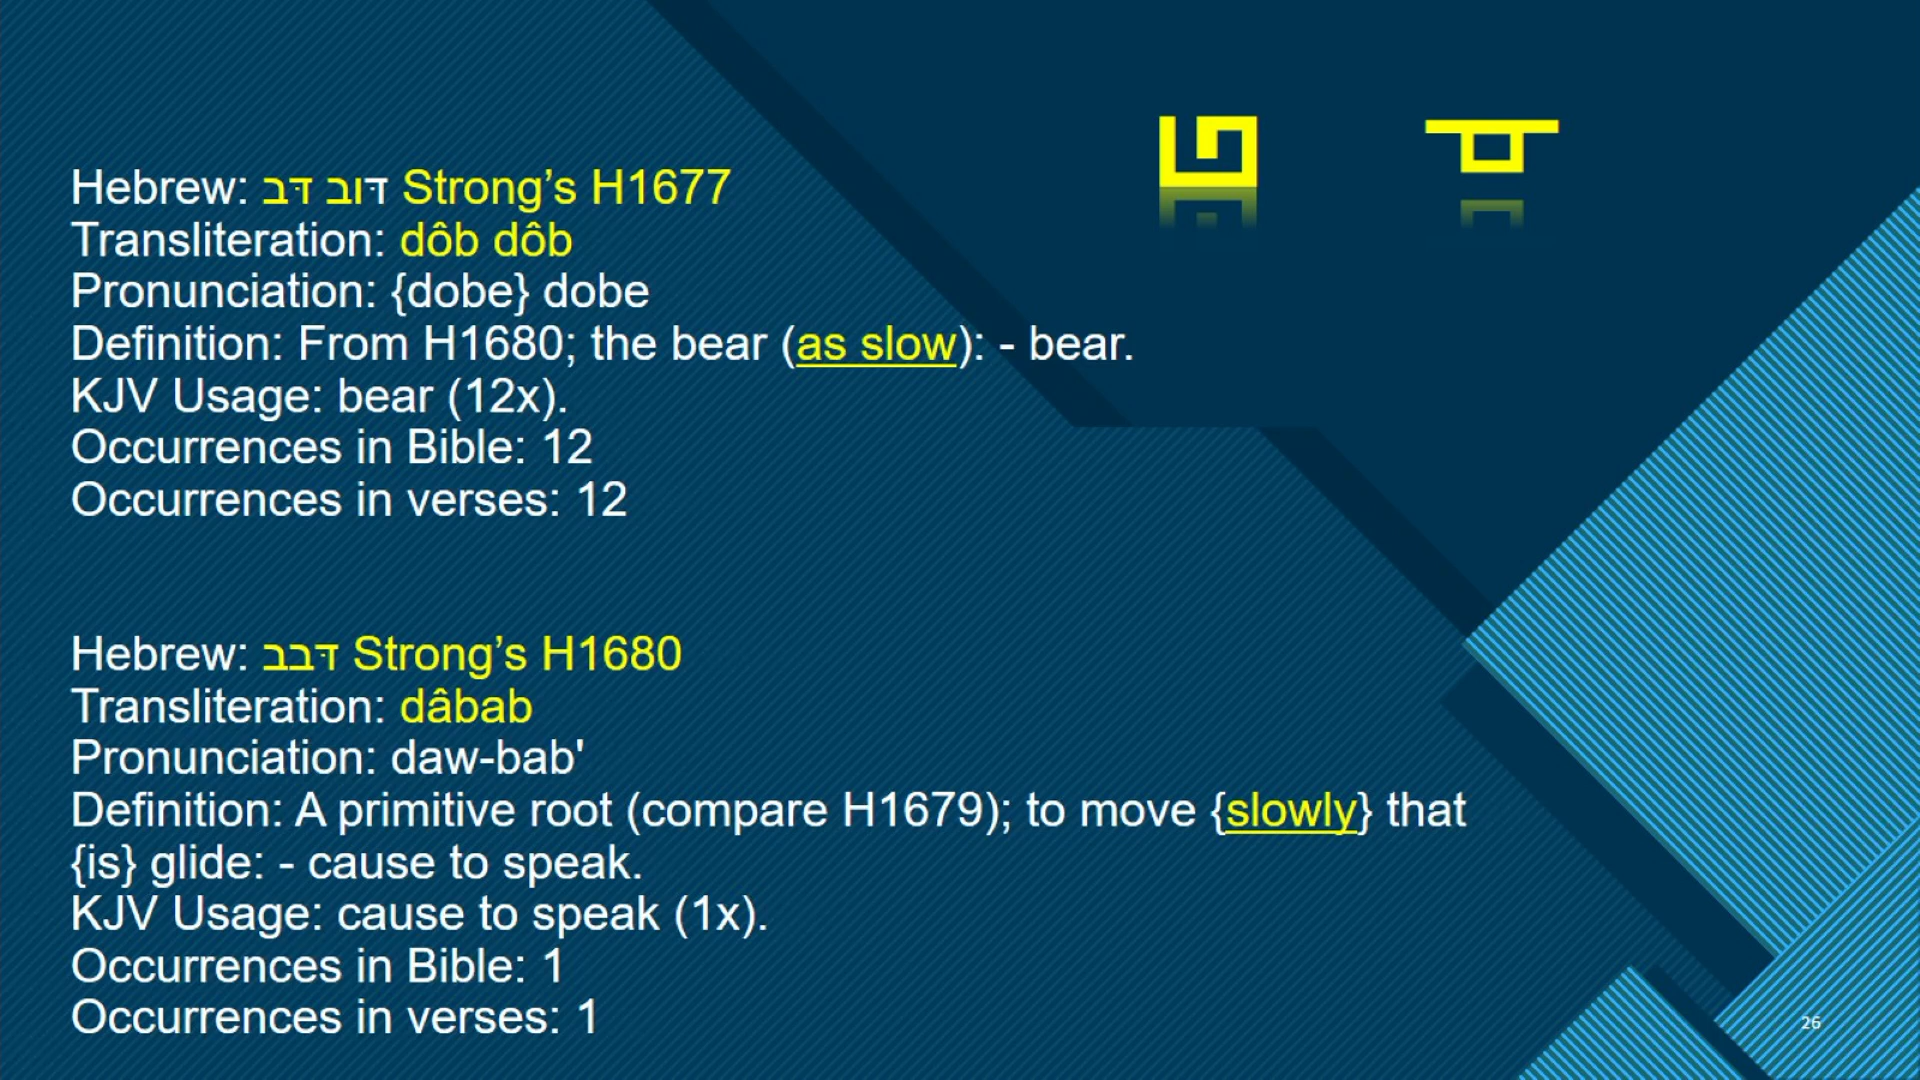 Hebrew: דּוב דּב Strong’s H1677
Transliteration: dôb dôb
Pronunciation: {dobe} dobe
Definition: From H1680; the bear (as slow): - bear.
KJV Usage: bear (12x).
Occurrences in Bible: 12
Occurrences in verses: 12
Hebrew: דּבב Strong’s H1680
Transliteration: dâbab
Pronunciation: daw-bab'
Definition: A primitive root (compare H1679); to move {slowly} that
{is} glide: - cause to speak.
KJV Usage: cause to speak (1x).
Occurrences in Bible: 1
Occurrences in verses: 1
26